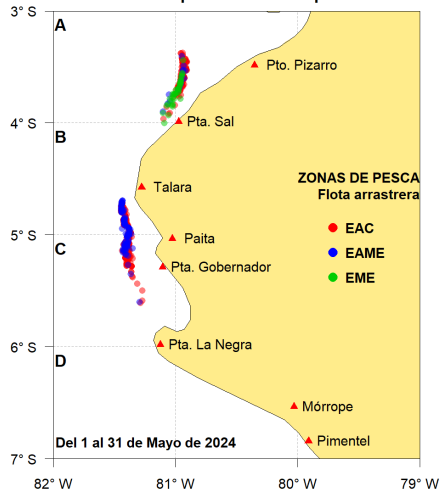 3° S
A
Pto. Pizarro
4° S
Pta. Sal
B
ZONAS DE PESCA
Talara
Flota arrastrera
EAC
5° S
Paita
EAME
C
Pta. Gobernador
EME
6° S
Pta. La Negra
D
Mórrope
Del 1 al 31 de Mayo de 2024
Pimentel
7° S
82° W
81° W
80° W
79° W